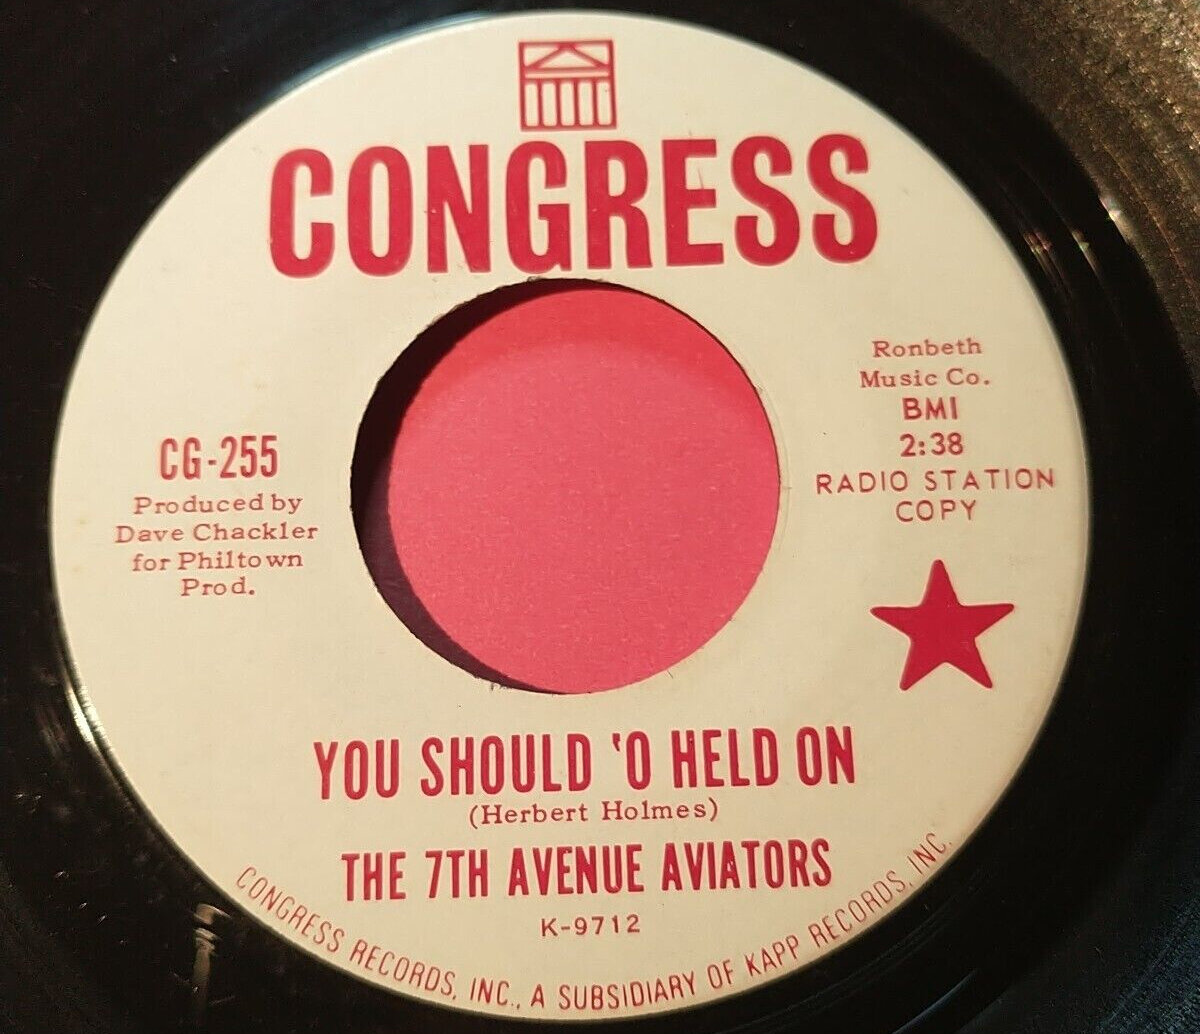 CONGRESS
Ronbeth
Music Co.
BMI
2:38
RADIO STATION
COPY
CG-255
Produced by
Dave Chackler
for Philtown
Prod.
YOU SHOULD 'O HELD ON
(Herbert Holmes)
THE 7TH AVENUE AVIATORS
K-9712
CONGRESS RECORDS, INC., A SUBSIDIARY OF KAPP RECORDS, INC.